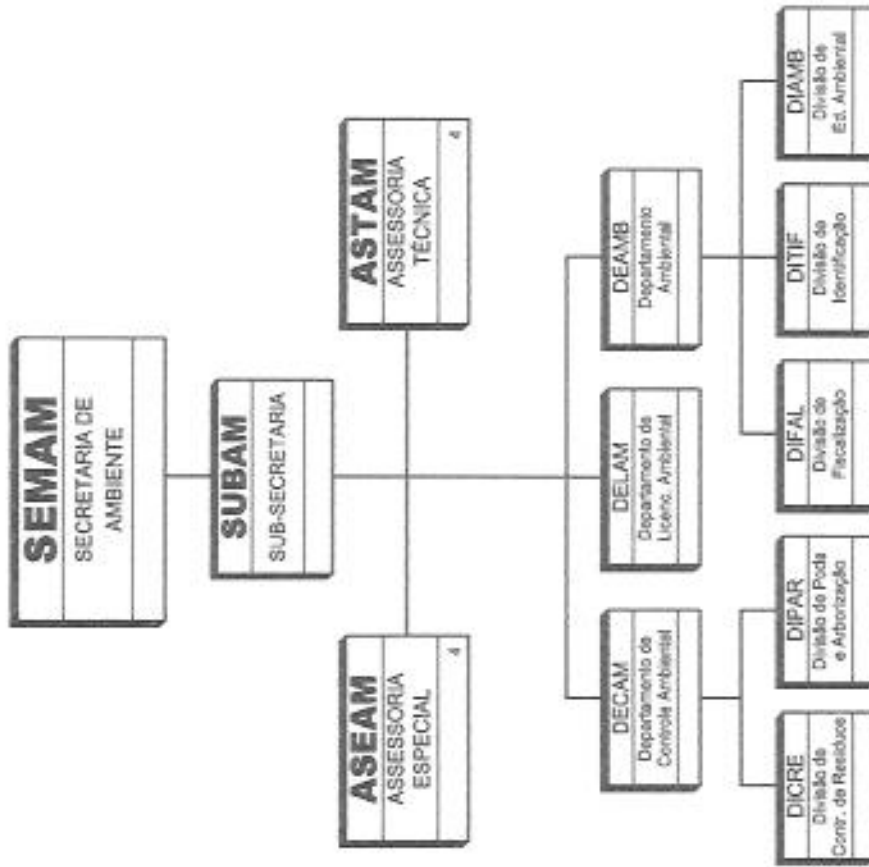 SEMAM
SECRETARIA DE
AMBIENTE
SUBAM
SUB-SECRETARIA
ASEAM
ASSESSORIA
ESPECIAL
4
ASTAM
ASSESSORIA
TÉCNICA
4
DECAM
Departamento de
Controle Ambiental
DELAM
Departamento de
Licenc. Ambiental
DEAMB
Departamento
Ambiental
DICRE
Divisão de
Contr. de Resíduos
DIPAR
Divisão de Poda
e Arborização
DIFAL
Divisão de
Fiscalização
DITIF
Divisão de
Identificação
DIAMB
Divisão de
Ed. Ambiental